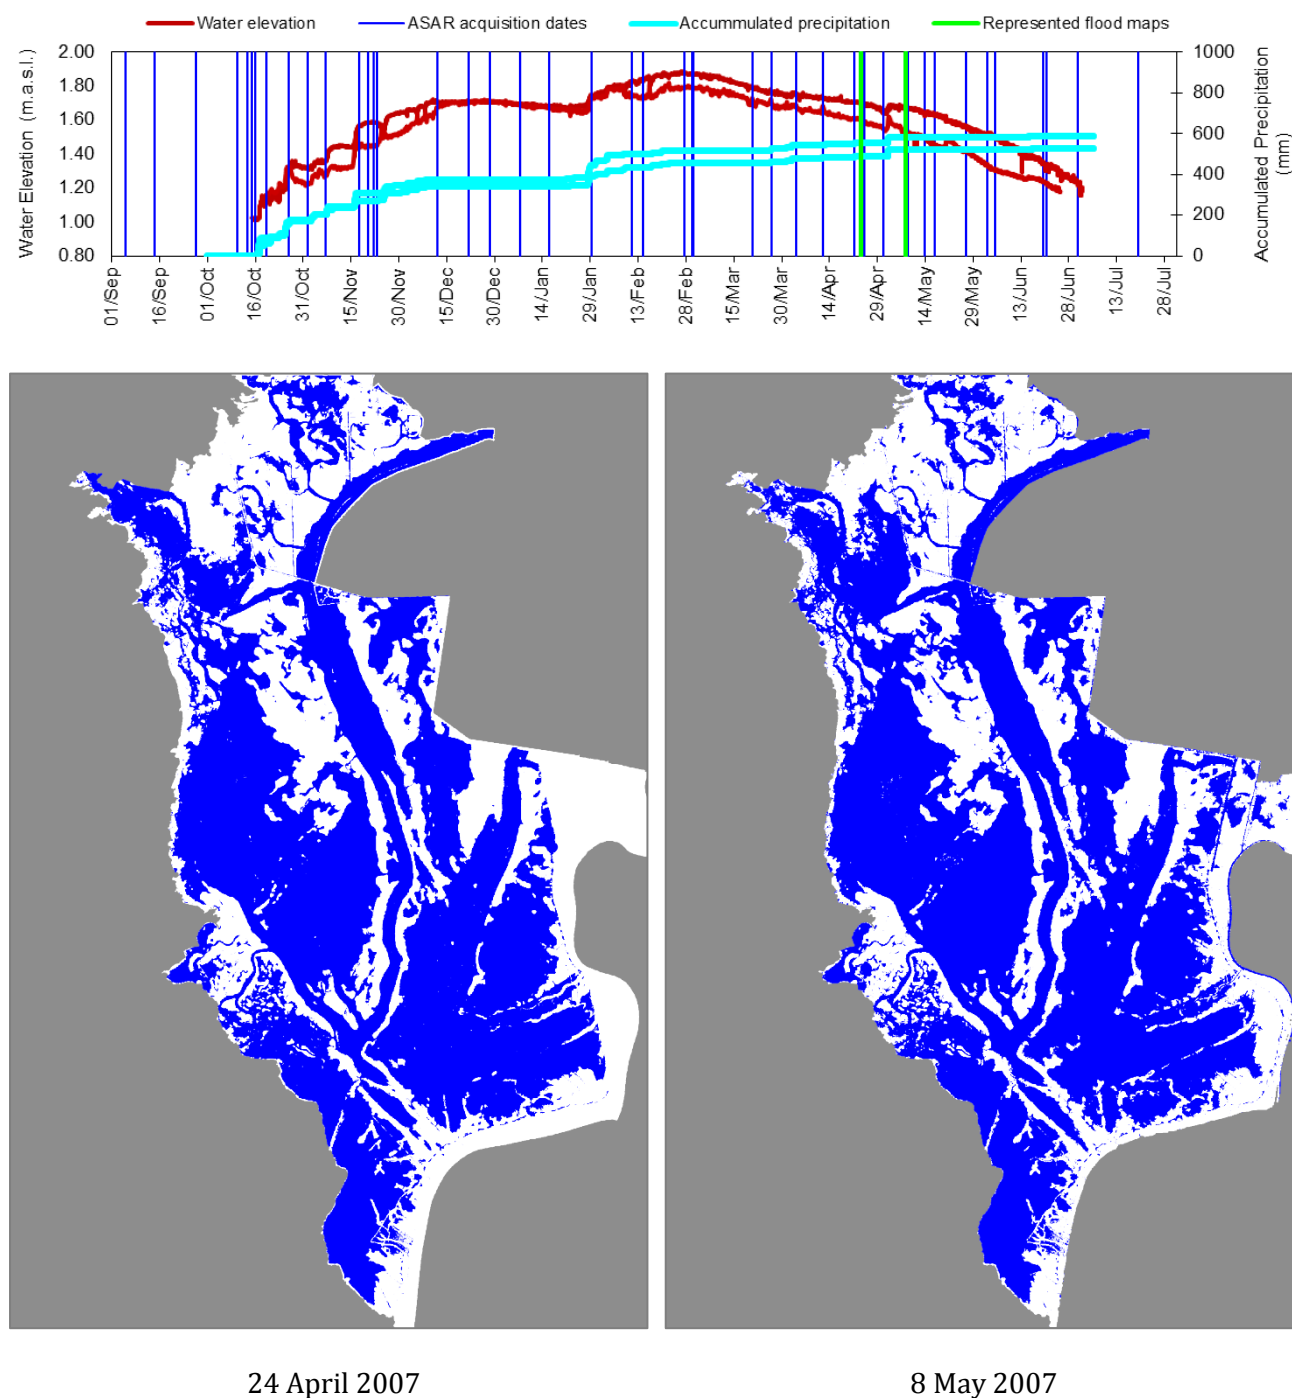 Water elevation ASAR acquisition dates Accummulated precipitation Represented flood maps
Water Elevation (m.a.s.l.)
2.00
1.80
1.60
1.40
1.20
1.00
0.80
1000
800
600
400
200
0
Accumulated Precipitation
(mm)
01/Sep 16/Sep 01/Oct 16/Oct 31/Oct 15/Nov 30/Nov 15/Dec 30/Dec 14/Jan 29/Jan 13/Feb 28/Feb 15/Mar 30/Mar 14/Apr 29/Apr 14/May 29/May 13/Jun 28/Jun 13/Jul 28/Jul
24 April 2007 8 May 2007